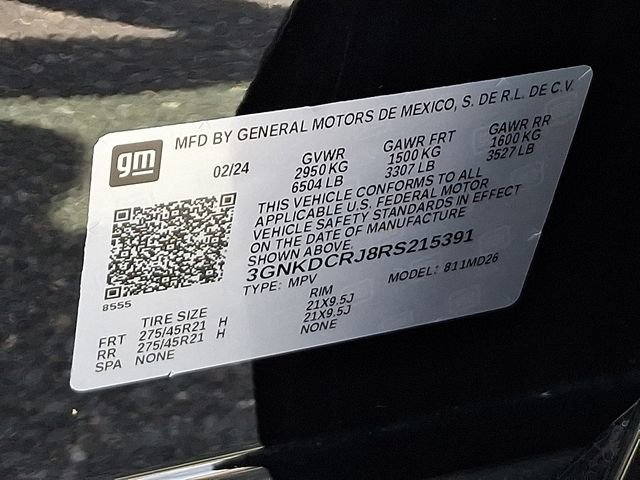 gm
MFD BY GENERAL MOTORS DE MEXICO, S. DE R.L. DE C.V.
02/24
GVWR GAWR FRT GAWR RR
2950 KG 1500 KG 1600 KG
6504 LB 3307 LB 3527 LB
THIS VEHICLE CONFORMS TO ALL
APPLICABLE U.S. FEDERAL MOTOR
VEHICLE SAFETY STANDARDS IN EFFECT
ON THE DATE OF MANUFACTURE
SHOWN ABOVE.
3GNKDCRJ8RS215391
TYPE: MPV MODEL: 811MD26
8555
TIRE SIZE RIM
FRT 275/45R21 H 21X9.5J
RR 275/45R21 H 21X9.5J
SPA NONE NONE